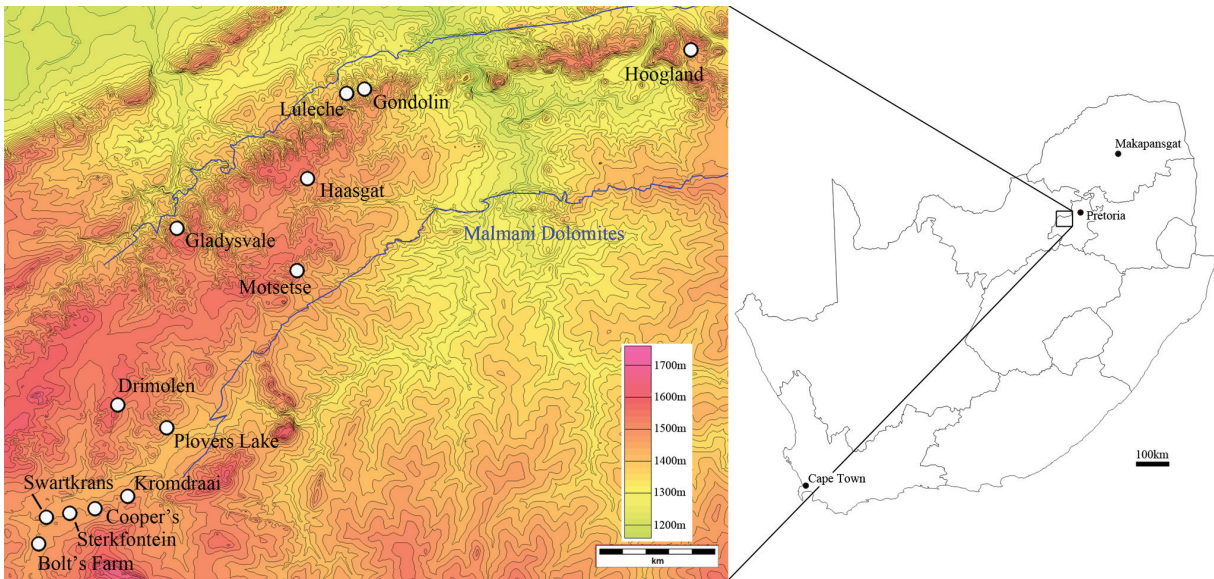 Hoogland
Luleche
Gondolin
Haasgat
Gladysvale
Malmani Dolomites
Motsetse
Drimolen
Plovers Lake
Swartkrans
Kromdraai
Cooper's
Sterkfontein
Bolt's Farm
1700m
1600m
1500m
1400m
1300m
1200m
km
Makapansgat
Pretoria
Cape Town
100km